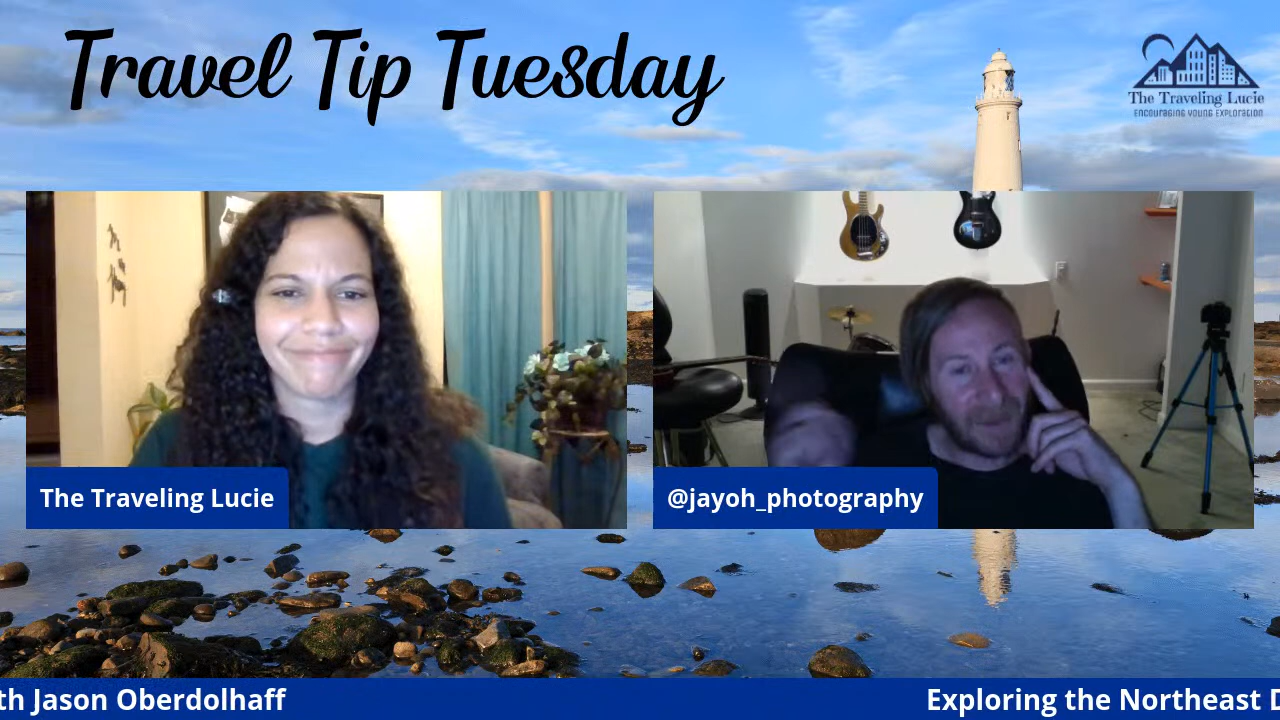 Travel Tip Tuesday
The Traveling Lucie
ENCOURAGING YOUNG EXPLORATION
The Traveling Lucie
@jayoh_photography
th Jason Oberdolhaff
Exploring the Northeast D